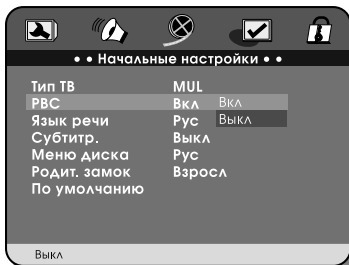 • • Начальные настройки • •
Тип ТВ MUL
PBC Вкл Вкл
Язык речи Рус Выкл
Субтитр. Выкл
Меню диска Рус
Родит. замок Взросл
По умолчанию
Выкл